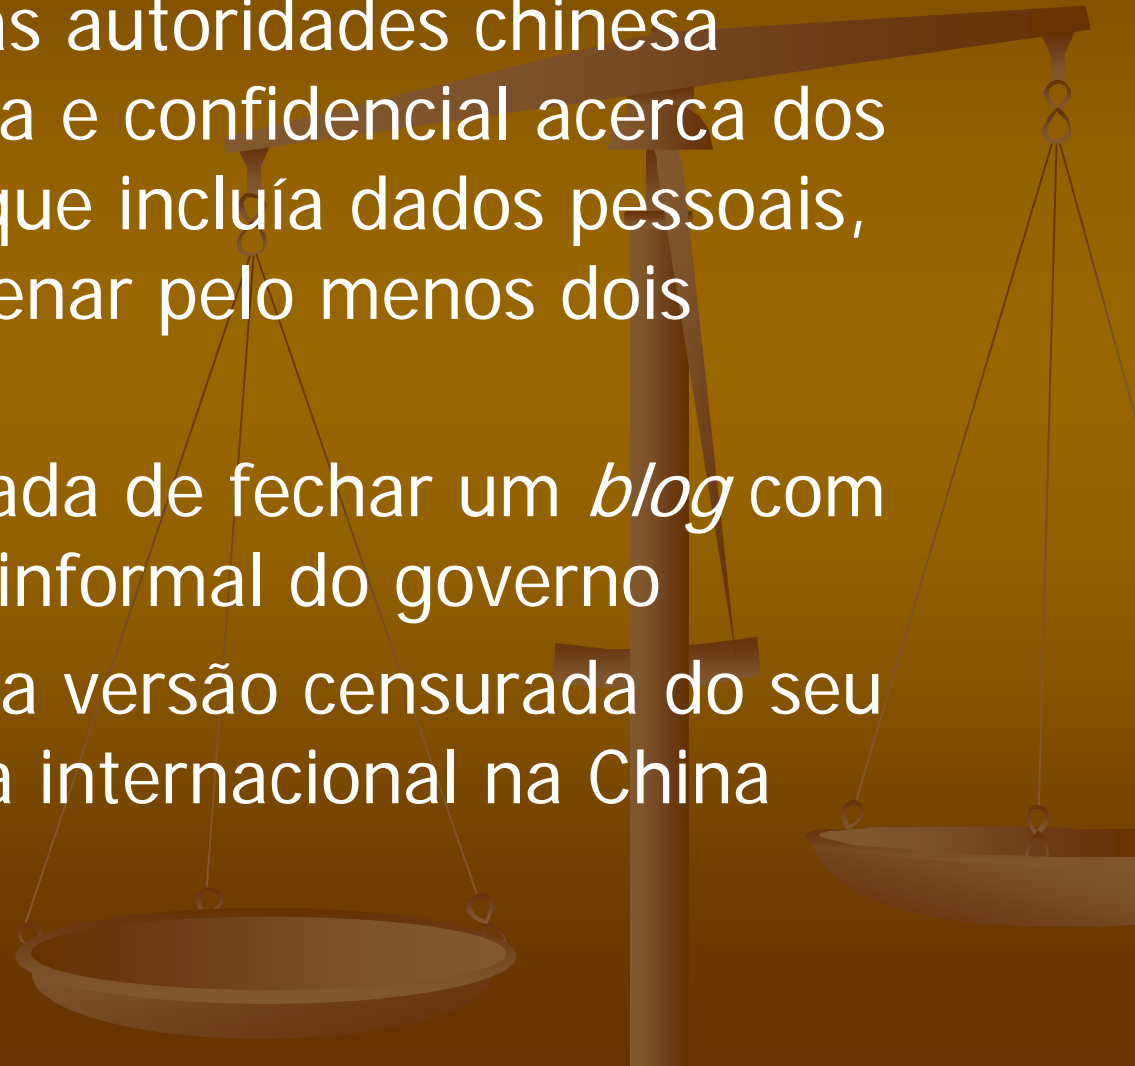 as autoridades chinesa
a e confidencial acerca dos
que incluía dados pessoais,
enar pelo menos dois
ada de fechar um blog com
informal do governo
a versão censurada do seu
a internacional na China